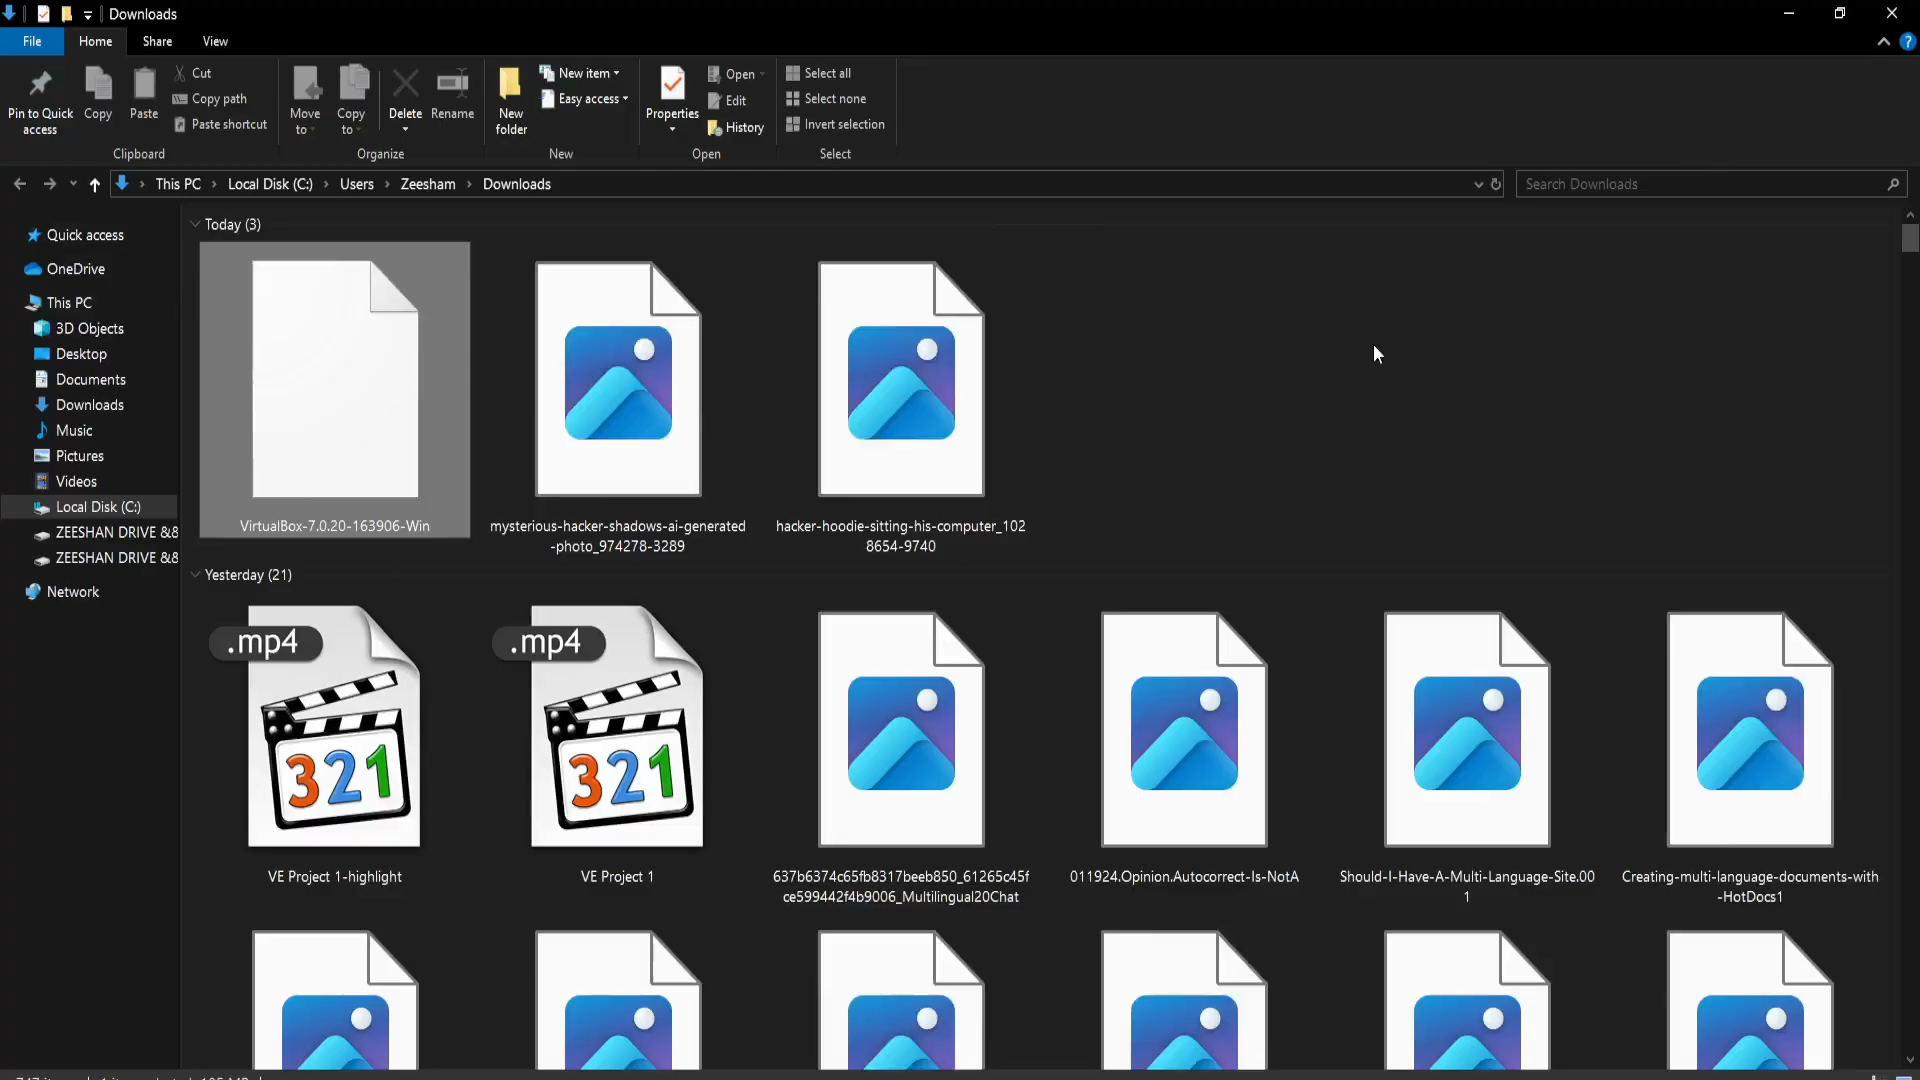 Downloads
File Home Share View
Pin to Quick access
Copy
Paste
Cut
Copy path
Paste shortcut
Clipboard
Move to
Copy to
Delete
Rename
Organize
New folder
New item
Easy access
New
Properties
Open
Edit
History
Open
Select all
Select none
Invert selection
Select
This PC › Local Disk (C:) › Users › Zeesham › Downloads
Search Downloads
Quick access
OneDrive
This PC
3D Objects
Desktop
Documents
Downloads
Music
Pictures
Videos
Local Disk (C:)
ZEESHAN DRIVE &8
ZEESHAN DRIVE &8
Network
Today (3)
VirtualBox-7.0.20-163906-Win
mysterious-hacker-shadows-ai-generated
-photo_974278-3289
hacker-hoodie-sitting-his-computer_102
8654-9740
Yesterday (21)
.mp4
321
VE Project 1-highlight
.mp4
321
VE Project 1
637b6374c65fb8317beeb850_61265c45f
ce599442f4b9006_Multilingual20Chat
011924.Opinion.Autocorrect-Is-NotA
Should-I-Have-A-Multi-Language-Site.00
1
Creating-multi-language-documents-with
-HotDocs1